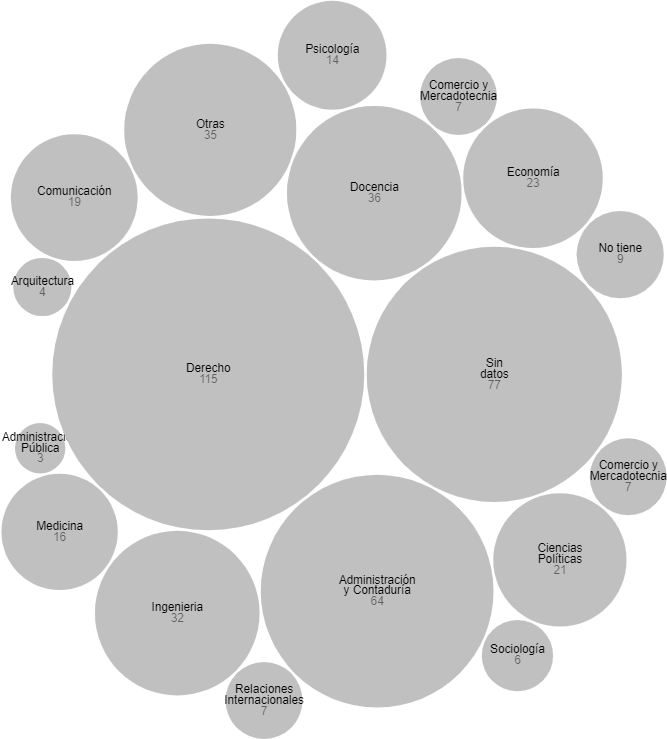 Psicología
14
Comercio y
Mercadotecnia
7
Otras
35
Economía
23
Docencia
36
Comunicación
19
No tiene
9
Arquitectura
4
Derecho
115
Sin
datos
77
Administraci
Pública
3
Comercio y
Mercadotecnia
7
Medicina
16
Ciencias
Políticas
21
Administración
y Contaduría
64
Ingenieria
32
Sociología
6
Relaciones
Internacionales
7